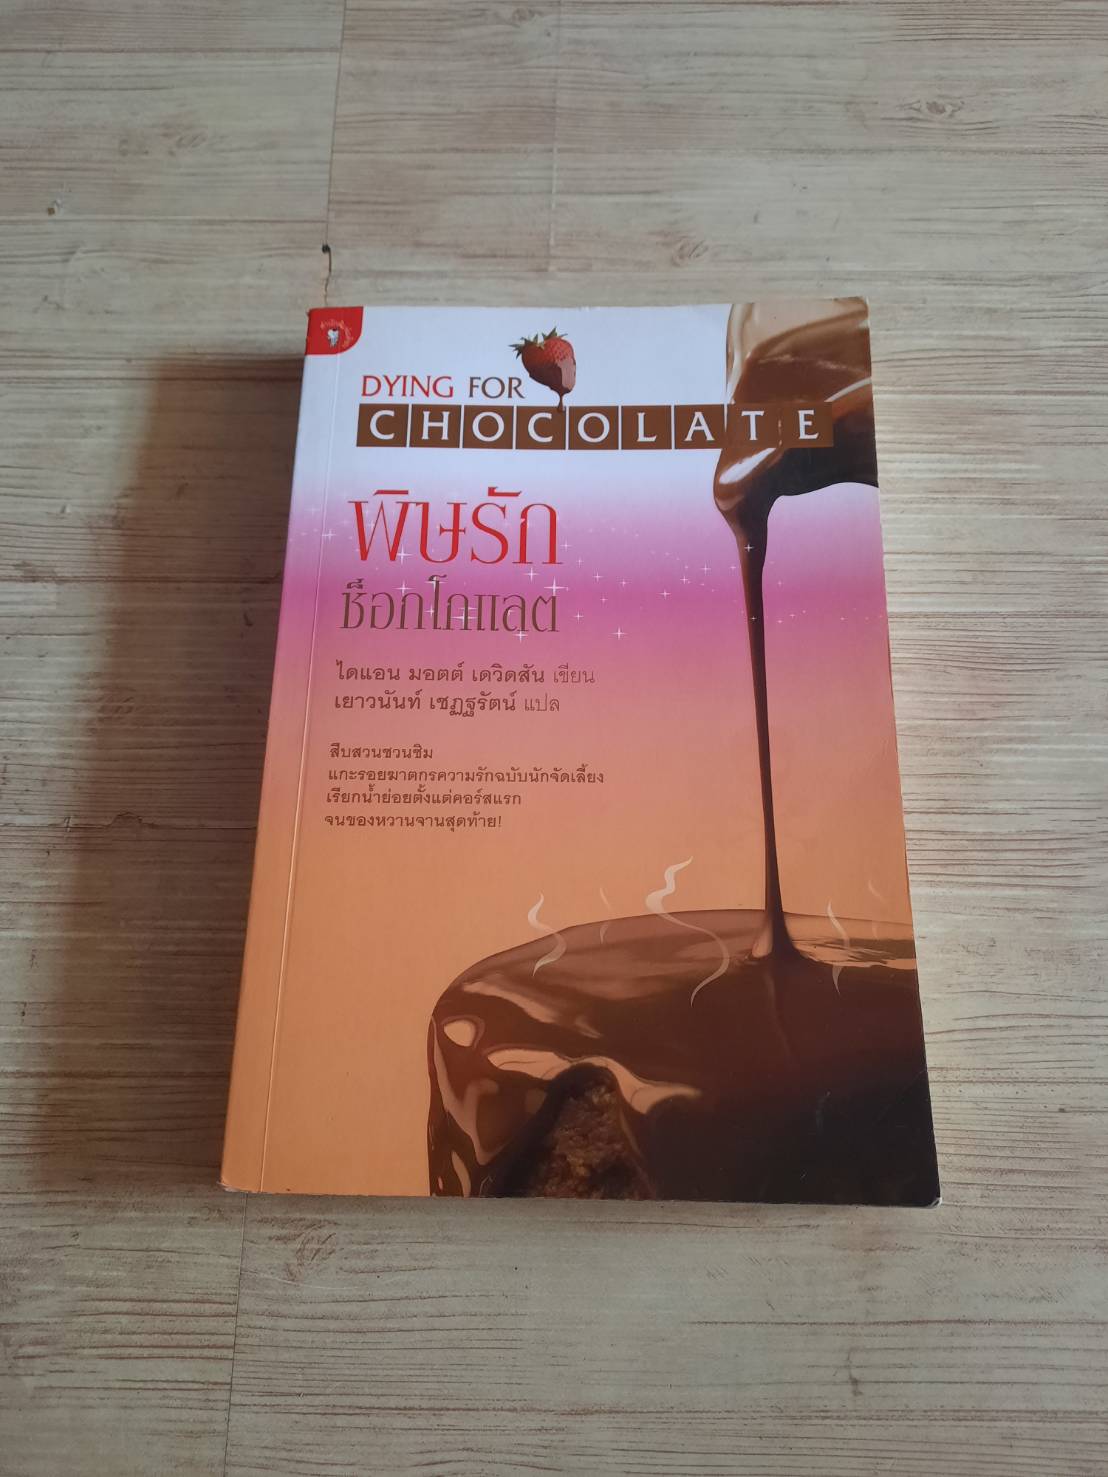 DYING FOR
CHOCOLATE
พิษรัก
ช็อกโกแลต
ไดแอน มอตต์ เดวิดสัน เขียน
เยาวนันท์ เชฏฐรัตน์ แปล
สืบสวนชวนชิม
แกะรอยฆาตกรความรักฉบับนักจัดเลี้ยง
เรียกน้ำย่อยตั้งแต่คอร์สแรก
จนของหวานจานสุดท้าย!